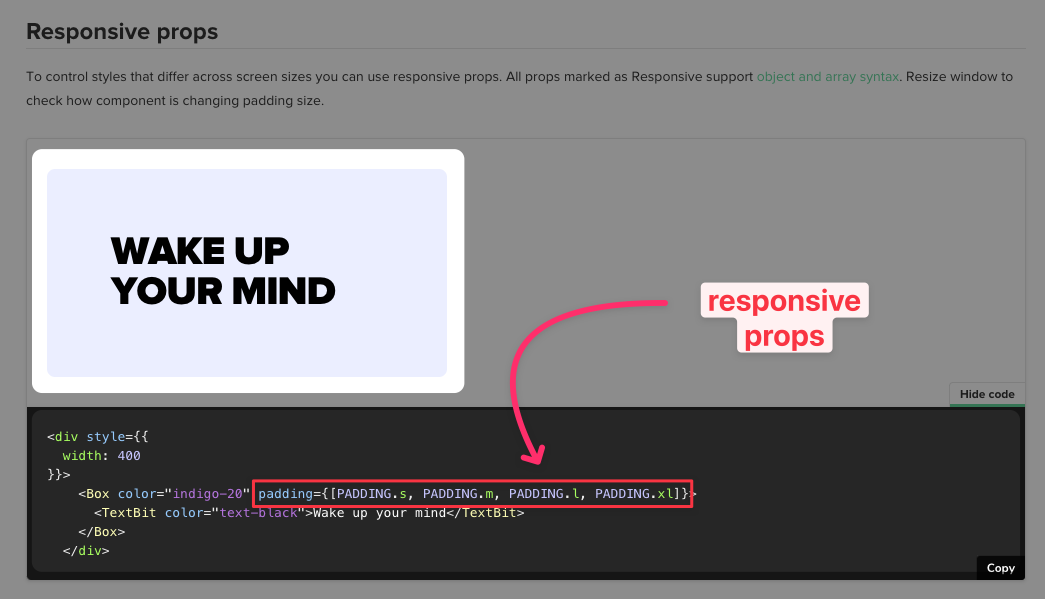 Responsive props
To control styles that differ across screen sizes you can use responsive props. All props marked as Responsive support object and array syntax. Resize window to
check how component is changing padding size.
WAKE UP
YOUR MIND
responsive
props
Hide code
<div style={{
  width: 400
}}>
    <Box color="indigo-20" padding={[PADDING.s, PADDING.m, PADDING.l, PADDING.xl]}>
      <TextBit color="text-black">Wake up your mind</TextBit>
    </Box>
  </div>
Copy